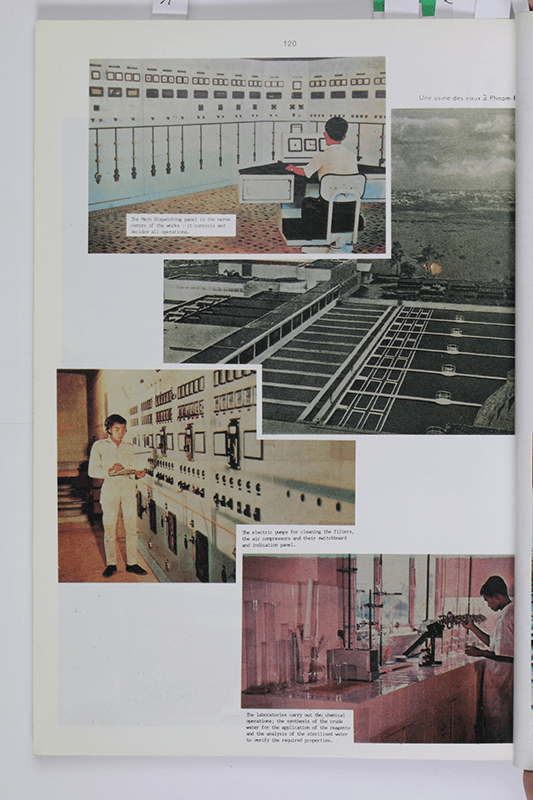 120
Une usine des eaux à Phnom-
The Main dispatching panel is the nerve
centre of the works : it controls and
decides all operations.
The electric pumps for cleaning the filters,
the air compressors and their switchboard
and indication panel.
The laboratories carry out the chemical
operations; the synthesis of the crude
water for the application of the reagents
and the analysis of the sterilised water
to verify the required properties.